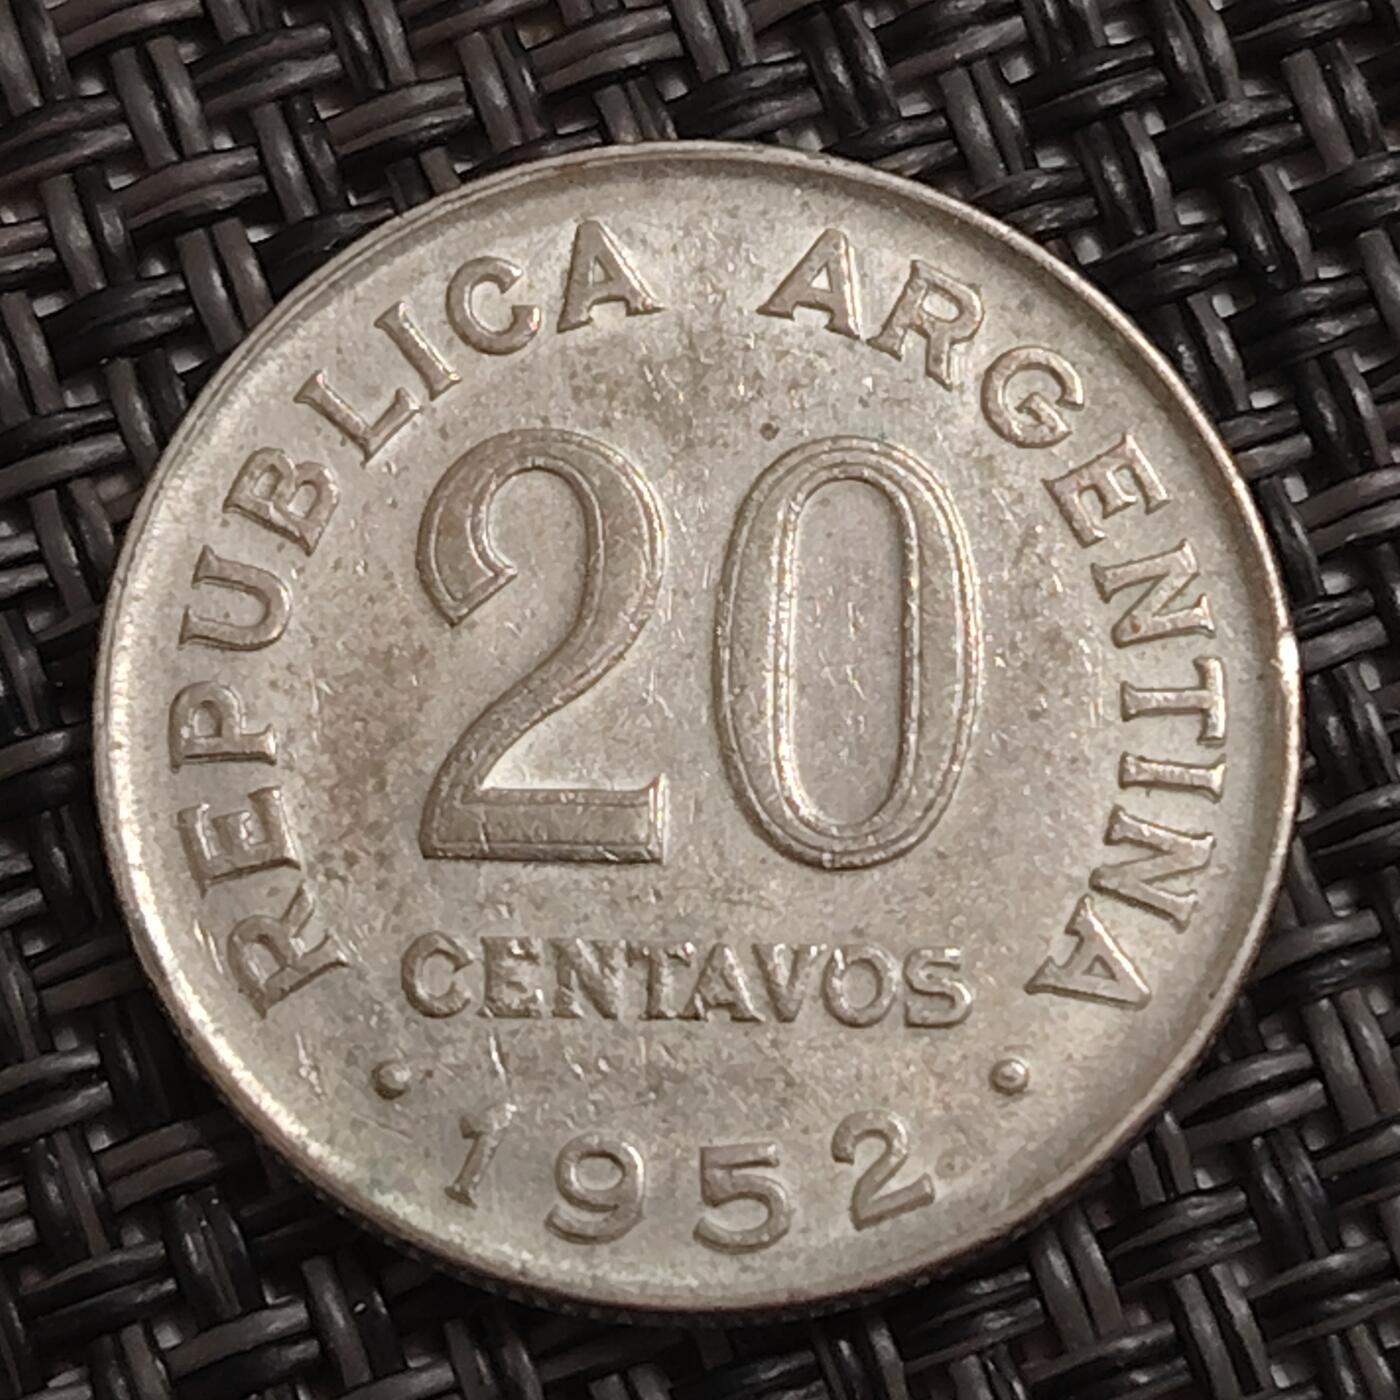 REPUBLICA ARGENTINA
20
CENTAVOS
• 1952 •